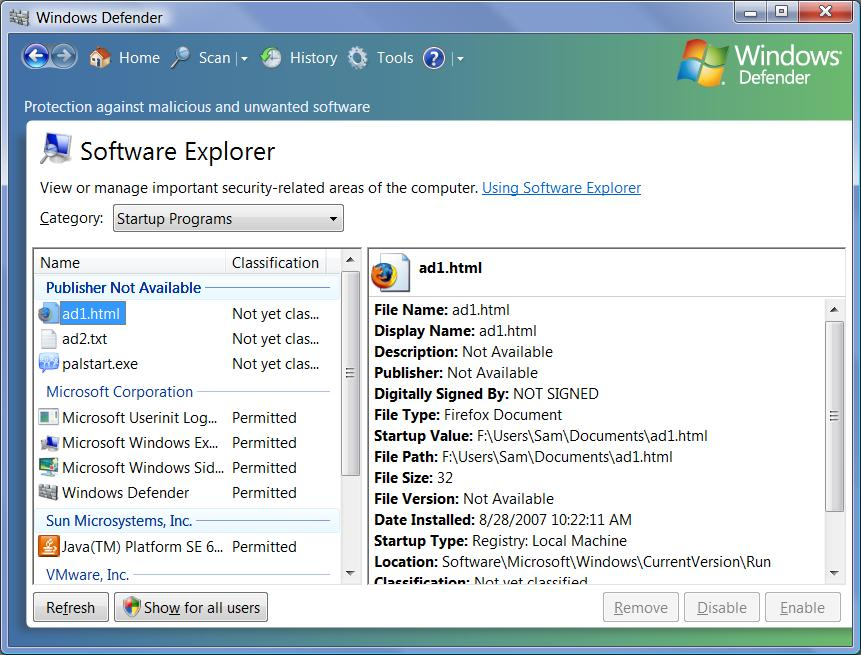 Windows Defender
Home Scan History Tools
Windows Defender
Protection against malicious and unwanted software
Software Explorer
View or manage important security-related areas of the computer. Using Software Explorer
Category: Startup Programs
Name Classification
Publisher Not Available
ad1.html Not yet clas...
ad2.txt Not yet clas...
palstart.exe Not yet clas...
Microsoft Corporation
Microsoft Userinit Log... Permitted
Microsoft Windows Ex... Permitted
Microsoft Windows Sid... Permitted
Windows Defender Permitted
Sun Microsystems, Inc.
Java(TM) Platform SE 6... Permitted
VMware, Inc.
ad1.html
File Name: ad1.html
Display Name: ad1.html
Description: Not Available
Publisher: Not Available
Digitally Signed By: NOT SIGNED
File Type: Firefox Document
Startup Value: F:\Users\Sam\Documents\ad1.html
File Path: F:\Users\Sam\Documents\ad1.html
File Size: 32
File Version: Not Available
Date Installed: 8/28/2007 10:22:11 AM
Startup Type: Registry: Local Machine
Location: Software\Microsoft\Windows\CurrentVersion\Run
Classification: Not yet classified
Refresh Show for all users Remove Disable Enable